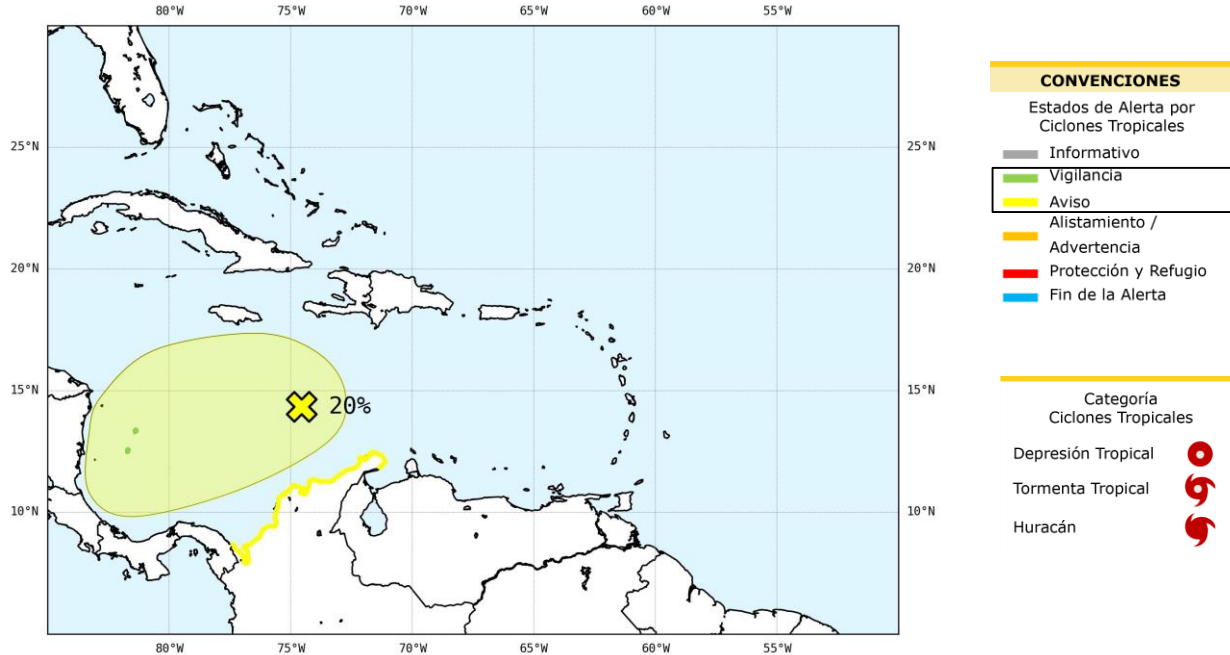 80°W 75°W 70°W 65°W 60°W 55°W
25°N 25°N
20°N 20°N
15°N 15°N
10°N 10°N
20%
80°W 75°W 70°W 65°W 60°W 55°W
CONVENCIONES
Estados de Alerta por
Ciclones Tropicales
Informativo
Vigilancia
Aviso
Alistamiento /
Advertencia
Protección y Refugio
Fin de la Alerta
Categoría
Ciclones Tropicales
Depresión Tropical
Tormenta Tropical
Huracán